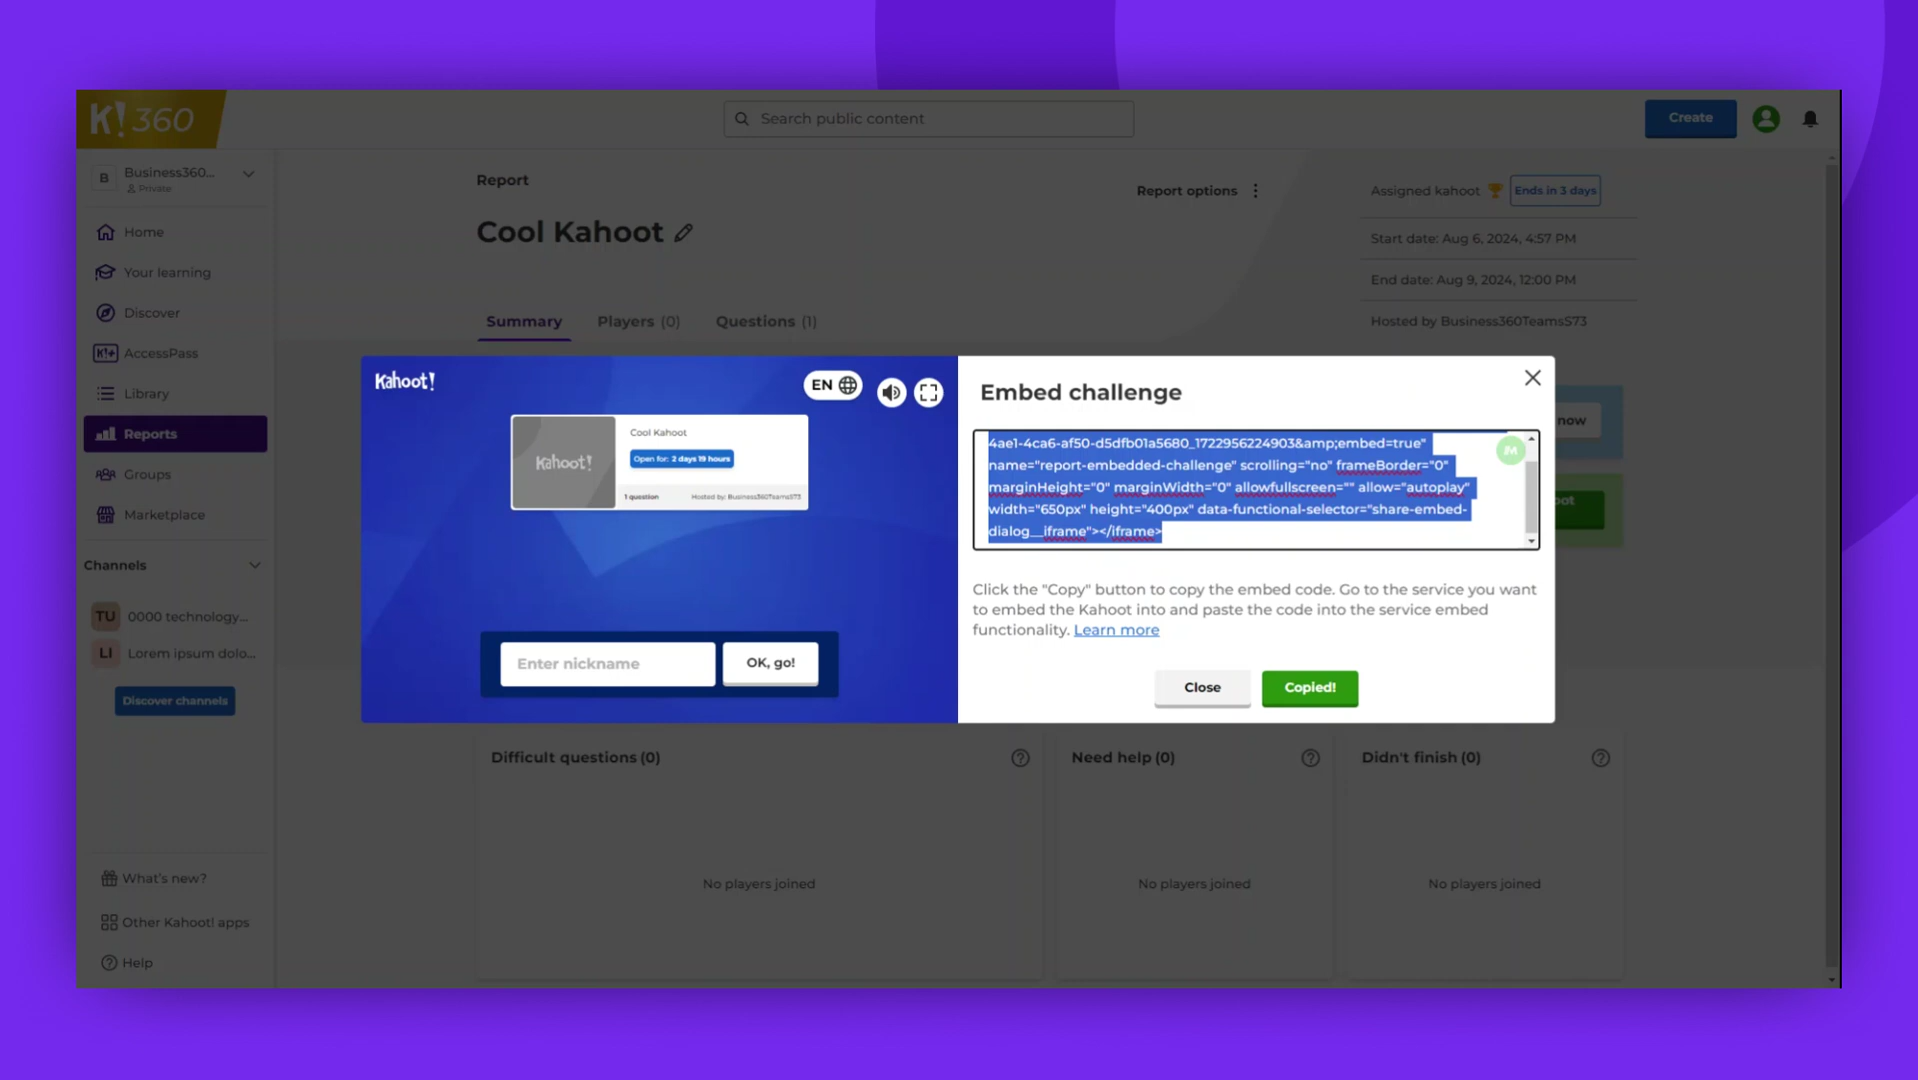 K! 360
Search public content
Create
B
Business360...
Private
Home
Your learning
Discover
K!+ AccessPass
Library
Reports
Groups
Marketplace
Channels
TU 0000 technology...
LI Lorem ipsum dolo...
Discover channels
What's new?
Other Kahoot! apps
Help
Report
Cool Kahoot
Report options
Summary
Players (0)
Questions (1)
Assigned kahoot
Ends in 3 days
Start date: Aug 6, 2024, 4:57 PM
End date: Aug 9, 2024, 12:00 PM
Hosted by Business360TeamsS73
now
Kahoot!
EN
Kahoot!
Cool Kahoot
Open for: 2 days 19 hours
1 question
Hosted by: Business360TeamsS73
Enter nickname
OK, go!
Embed challenge
4ae1-4ca6-af50-d5dfb01a5680_1722956224903&amp;embed=true"
name="report-embedded-challenge" scrolling="no" frameBorder="0"
marginHeight="0" marginWidth="0" allowfullscreen="" allow="autoplay"
width="650px" height="400px" data-functional-selector="share-embed-
dialog__iframe"></iframe>
Click the "Copy" button to copy the embed code. Go to the service you want
to embed the Kahoot into and paste the code into the service embed
functionality. Learn more
Close
Copied!
Difficult questions (0)
No players joined
Need help (0)
No players joined
Didn't finish (0)
No players joined